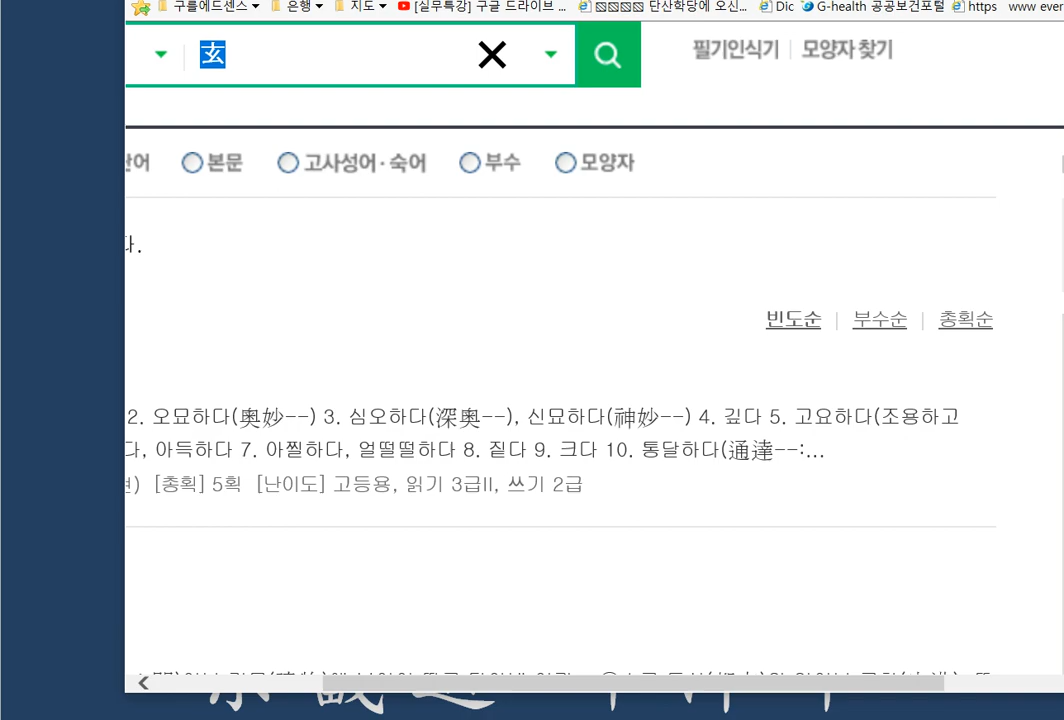 구글에드센스 은행 지도 [실무특강] 구글 드라이브 ... 단산학당에 오신... Dic G-health 공공보건포털 https www ever
玄
필기인식기 | 모양자 찾기
단어 본문 고사성어·숙어 부수 모양자
다.
빈도순 | 부수순 | 총획순
2. 오묘하다(奧妙--) 3. 심오하다(深奧--), 신묘하다(神妙--) 4. 깊다 5. 고요하다(조용하고
다, 아득하다 7. 아찔하다, 얼떨떨하다 8. 짙다 9. 크다 10. 통달하다(通達--:...
현) [총획] 5획 [난이도] 고등용, 읽기 3급II, 쓰기 2급